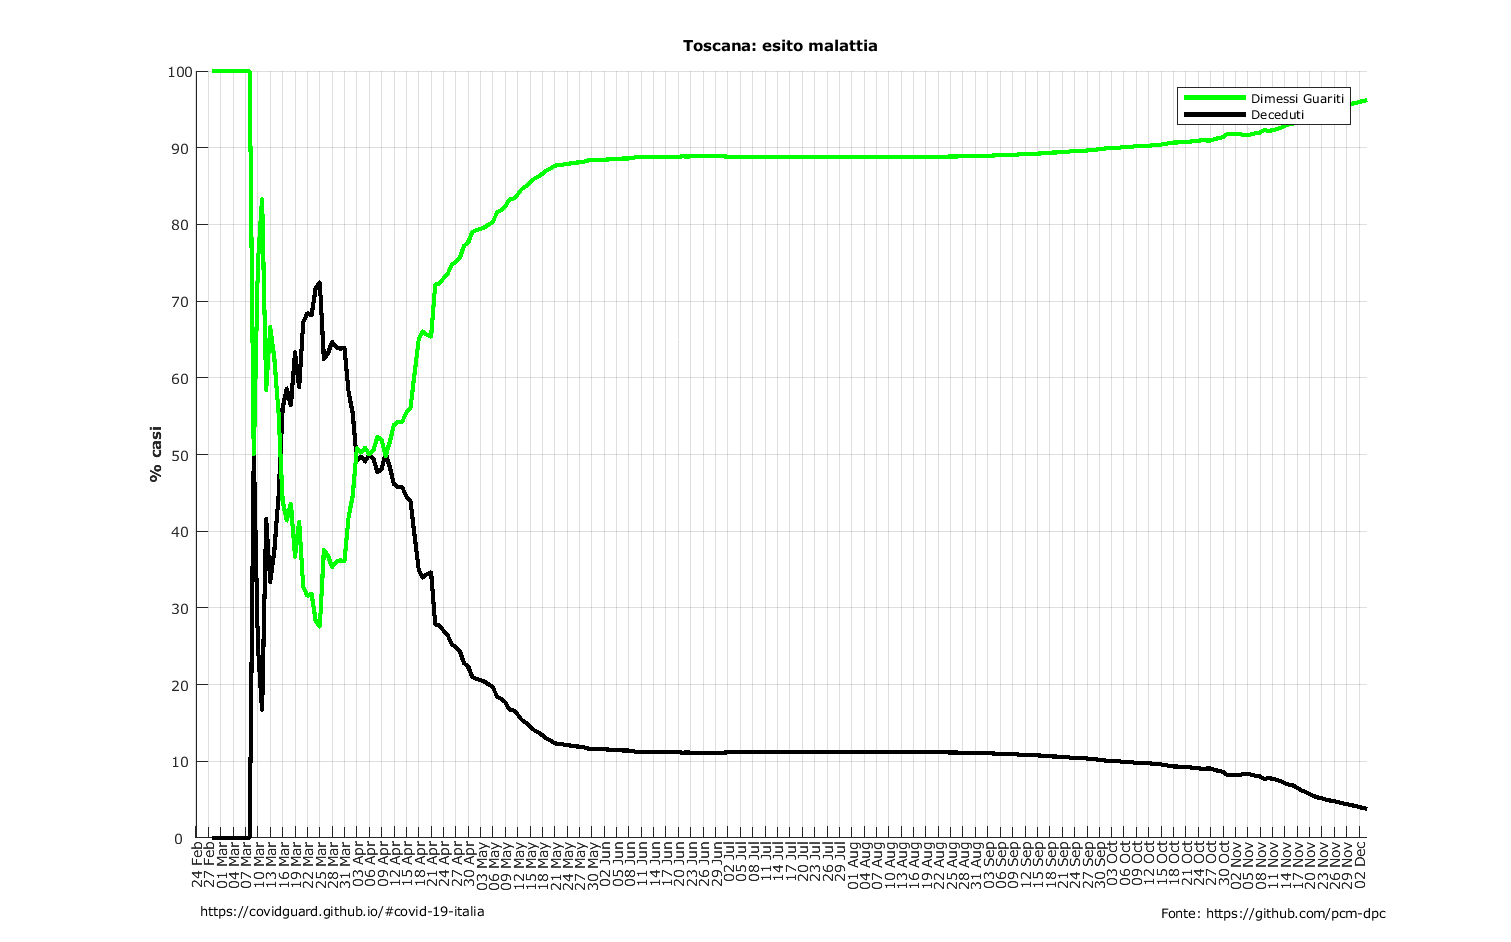 Toscana: esito malattia
Dimessi Guariti
Deceduti
% casi
100
90
80
70
60
50
40
30
20
10
0
24 Feb
27 Feb
01 Mar
04 Mar
07 Mar
10 Mar
13 Mar
16 Mar
19 Mar
22 Mar
25 Mar
28 Mar
31 Mar
03 Apr
06 Apr
09 Apr
12 Apr
15 Apr
18 Apr
21 Apr
24 Apr
27 Apr
30 Apr
03 May
06 May
09 May
12 May
15 May
18 May
21 May
24 May
27 May
30 May
02 Jun
05 Jun
08 Jun
11 Jun
14 Jun
17 Jun
20 Jun
23 Jun
26 Jun
29 Jun
02 Jul
05 Jul
08 Jul
11 Jul
14 Jul
17 Jul
20 Jul
23 Jul
26 Jul
29 Jul
01 Aug
04 Aug
07 Aug
10 Aug
13 Aug
16 Aug
19 Aug
22 Aug
25 Aug
28 Aug
31 Aug
03 Sep
06 Sep
09 Sep
12 Sep
15 Sep
18 Sep
21 Sep
24 Sep
27 Sep
30 Sep
03 Oct
06 Oct
09 Oct
12 Oct
15 Oct
18 Oct
21 Oct
24 Oct
27 Oct
30 Oct
02 Nov
05 Nov
08 Nov
11 Nov
14 Nov
17 Nov
20 Nov
23 Nov
26 Nov
29 Nov
02 Dec
https://covidguard.github.io/#covid-19-italia
Fonte: https://github.com/pcm-dpc